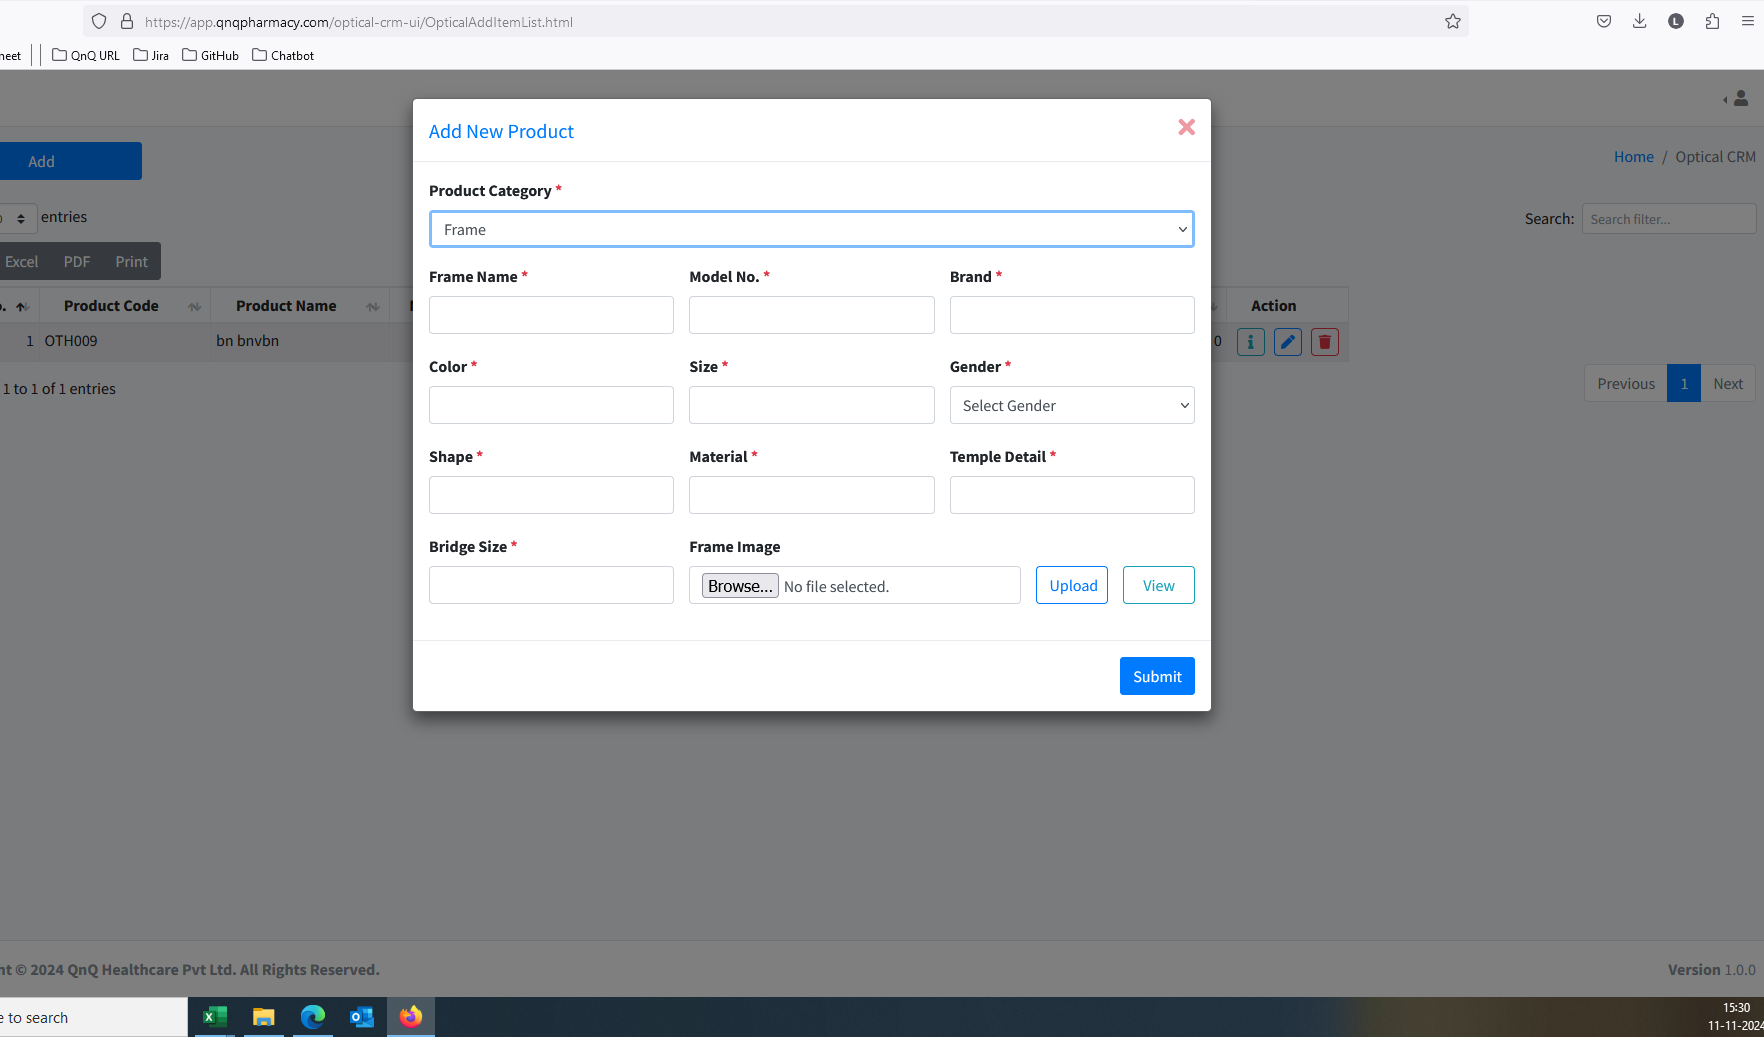 https://app.qnqpharmacy.com/optical-crm-ui/OpticalAddItemList.html
QnQ URL Jira GitHub Chatbot
Add New Product
Add
Home / Optical CRM
Product Category *
Frame
entries
Search: Search filter...
Excel PDF Print
Frame Name * Model No. * Brand *
Product Code Product Name Action
1 OTH009 bn bnvbn 0
Color * Size * Gender *
1 to 1 of 1 entries
Previous 1 Next
Select Gender
Shape * Material * Temple Detail *
Bridge Size * Frame Image
Browse... No file selected. Upload View
Submit
© 2024 QnQ Healthcare Pvt Ltd. All Rights Reserved.
Version 1.0.0
to search
15:30
11-11-2024